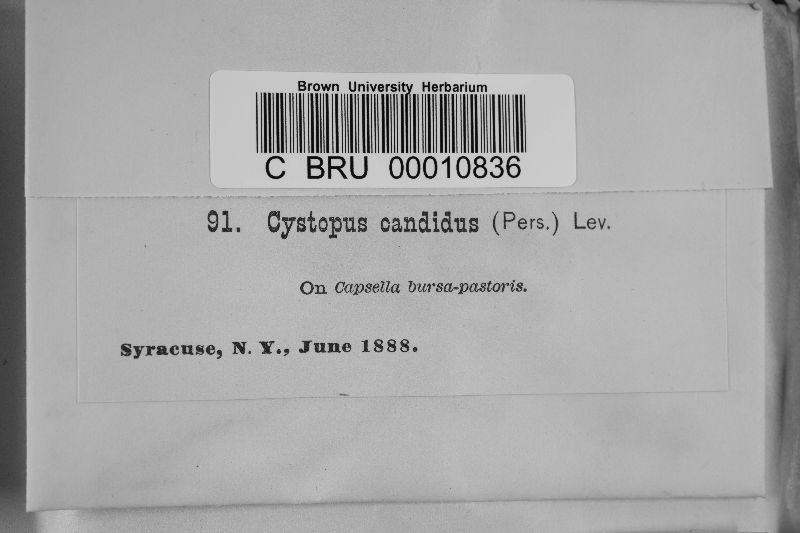 Brown University Herbarium
C BRU 00010836
91. Cystopus candidus (Pers.) Lev.
On Capsella bursa-pastoris.
Syracuse, N. Y., June 1888.